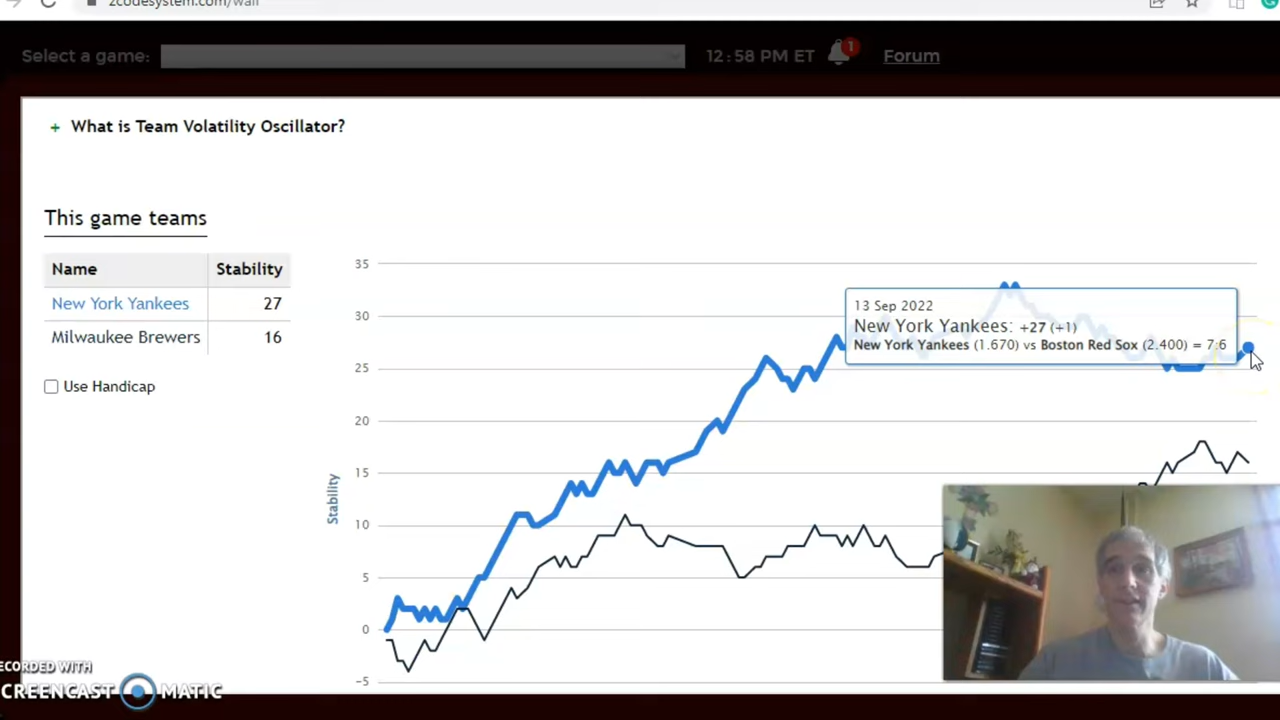 2codesystem.com/wall
Select a game:
12:58 PM ET
1
Forum
+ What is Team Volatility Oscillator?
This game teams
Name Stability
New York Yankees 27
Milwaukee Brewers 16
Use Handicap
Stability
35
30
25
20
15
10
5
0
-5
13 Sep 2022
New York Yankees: +27 (+1)
New York Yankees (1.670) vs Boston Red Sox (2.400) = 7:6
ECORDED WITH
CREENCAST MATIC